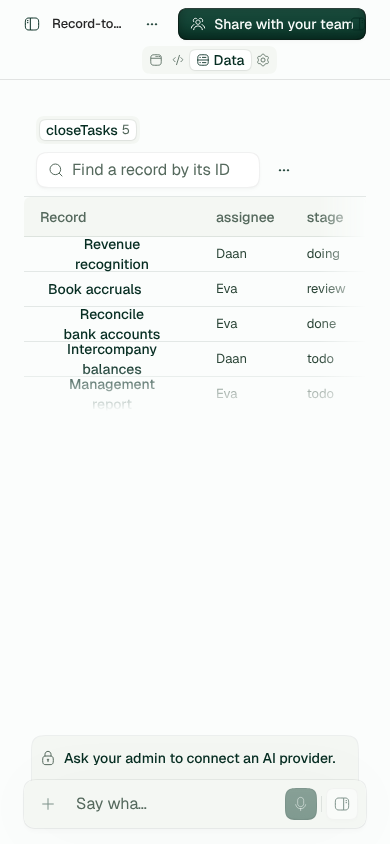 Record-to...
Share with your team
Data
closeTasks 5
Find a record by its ID
Record assignee stage
Revenue
recognition
Daan doing
Book accruals Eva review
Reconcile
bank accounts
Eva done
Intercompany
balances
Daan todo
Management
report
Eva todo
Ask your admin to connect an AI provider.
Say wha...